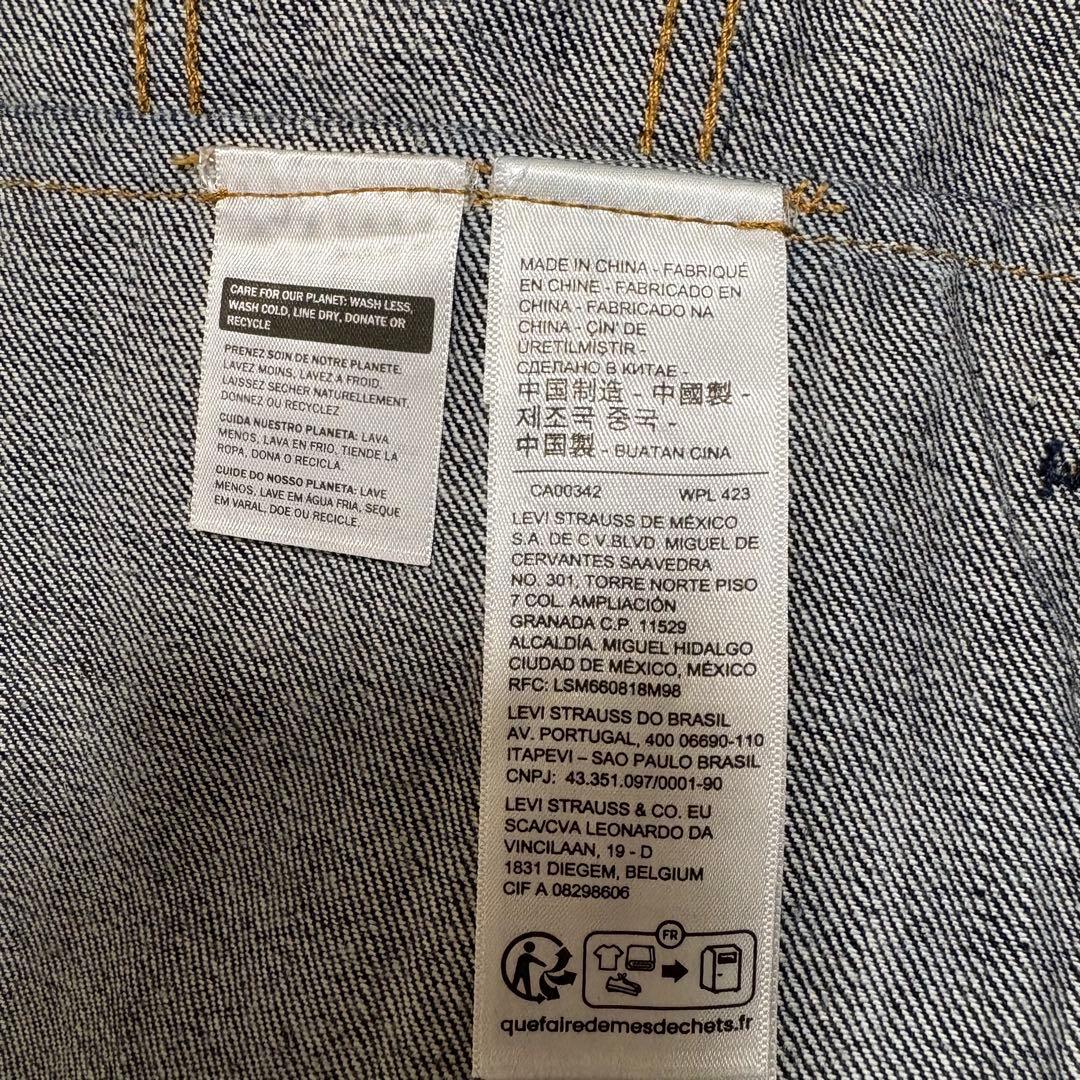 CARE FOR OUR PLANET: WASH LESS,
WASH COLD, LINE DRY, DONATE OR
RECYCLE
PRENEZ SOIN DE NOTRE PLANETE.
LAVEZ MOINS, LAVEZ A FROID,
LAISSEZ SECHER NATURELLEMENT,
DONNEZ OU RECYCLEZ
CUIDA NUESTRO PLANETA: LAVA
MENOS, LAVA EN FRIO, TIENDE LA
ROPA, DONA O RECICLA
CUIDE DO NOSSO PLANETA: LAVE
MENOS, LAVE EM ÁGUA FRIA, SEQUE
EM VARAL, DOE OU RECICLE.
MADE IN CHINA - FABRIQUÉ
EN CHINE - FABRICADO EN
CHINA - FABRICADO NA
CHINA - ÇIN' DE
ÜRETILMIŞTIR -
СДЕЛАНО В КИТАЕ -
中国制造 - 中國製 -
제조국 중국 -
中国製 - BUATAN CINA
CA00342 WPL 423
LEVI STRAUSS DE MÉXICO
S.A. DE C.V.BLVD. MIGUEL DE
CERVANTES SAAVEDRA
NO. 301, TORRE NORTE PISO
7 COL. AMPLIACIÓN
GRANADA C.P. 11529
ALCALDÍA. MIGUEL HIDALGO
CIUDAD DE MÉXICO, MÉXICO
RFC: LSM660818M98
LEVI STRAUSS DO BRASIL
AV. PORTUGAL, 400 06690-110
ITAPEVI – SAO PAULO BRASIL
CNPJ: 43.351.097/0001-90
LEVI STRAUSS & CO. EU
SCA/CVA LEONARDO DA
VINCILAAN, 19 - D
1831 DIEGEM, BELGIUM
CIF A 08298606
FR
quefairedemesdechets.fr